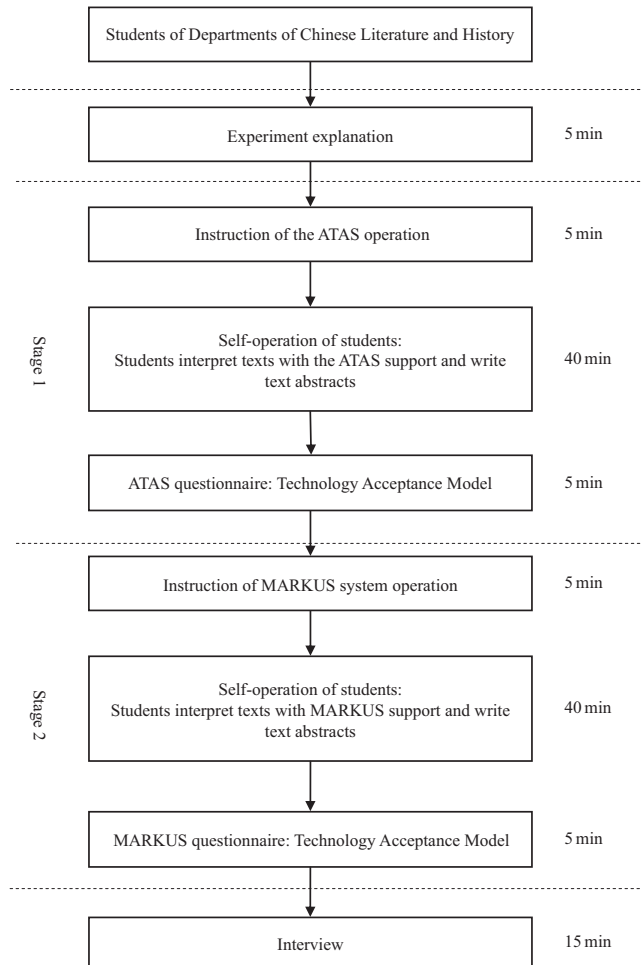 Students of Departments of Chinese Literature and History
Experiment explanation
5 min
Instruction of the ATAS operation
5 min
Stage 1
Self-operation of students:
Students interpret texts with the ATAS support and write
text abstracts
40 min
ATAS questionnaire: Technology Acceptance Model
5 min
Instruction of MARKUS system operation
5 min
Stage 2
Self-operation of students:
Students interpret texts with MARKUS support and write
text abstracts
40 min
MARKUS questionnaire: Technology Acceptance Model
5 min
Interview
15 min